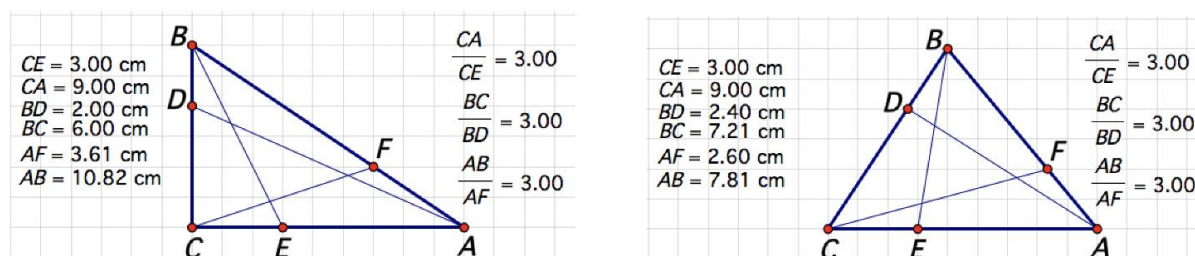 CE = 3.00 cm
CA = 9.00 cm
BD = 2.00 cm
BC = 6.00 cm
AF = 3.61 cm
AB = 10.82 cm
B
D
F
C
E
A
CA
CE = 3.00
BC
BD = 3.00
AB
AF = 3.00
CE = 3.00 cm
CA = 9.00 cm
BD = 2.40 cm
BC = 7.21 cm
AF = 2.60 cm
AB = 7.81 cm
B
D
F
C
E
A
CA
CE = 3.00
BC
BD = 3.00
AB
AF = 3.00